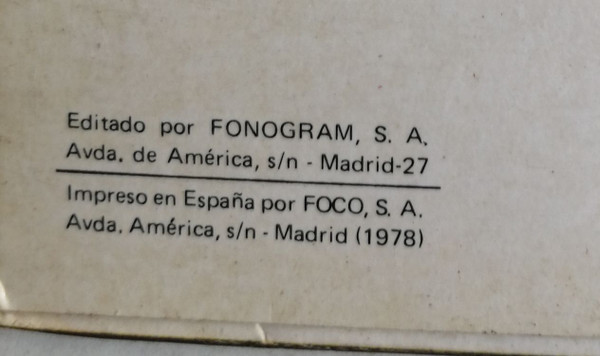 Editado por FONOGRAM, S. A.
Avda. de América, s/n - Madrid-27
Impreso en España por FOCO, S. A.
Avda. América, s/n - Madrid (1978)